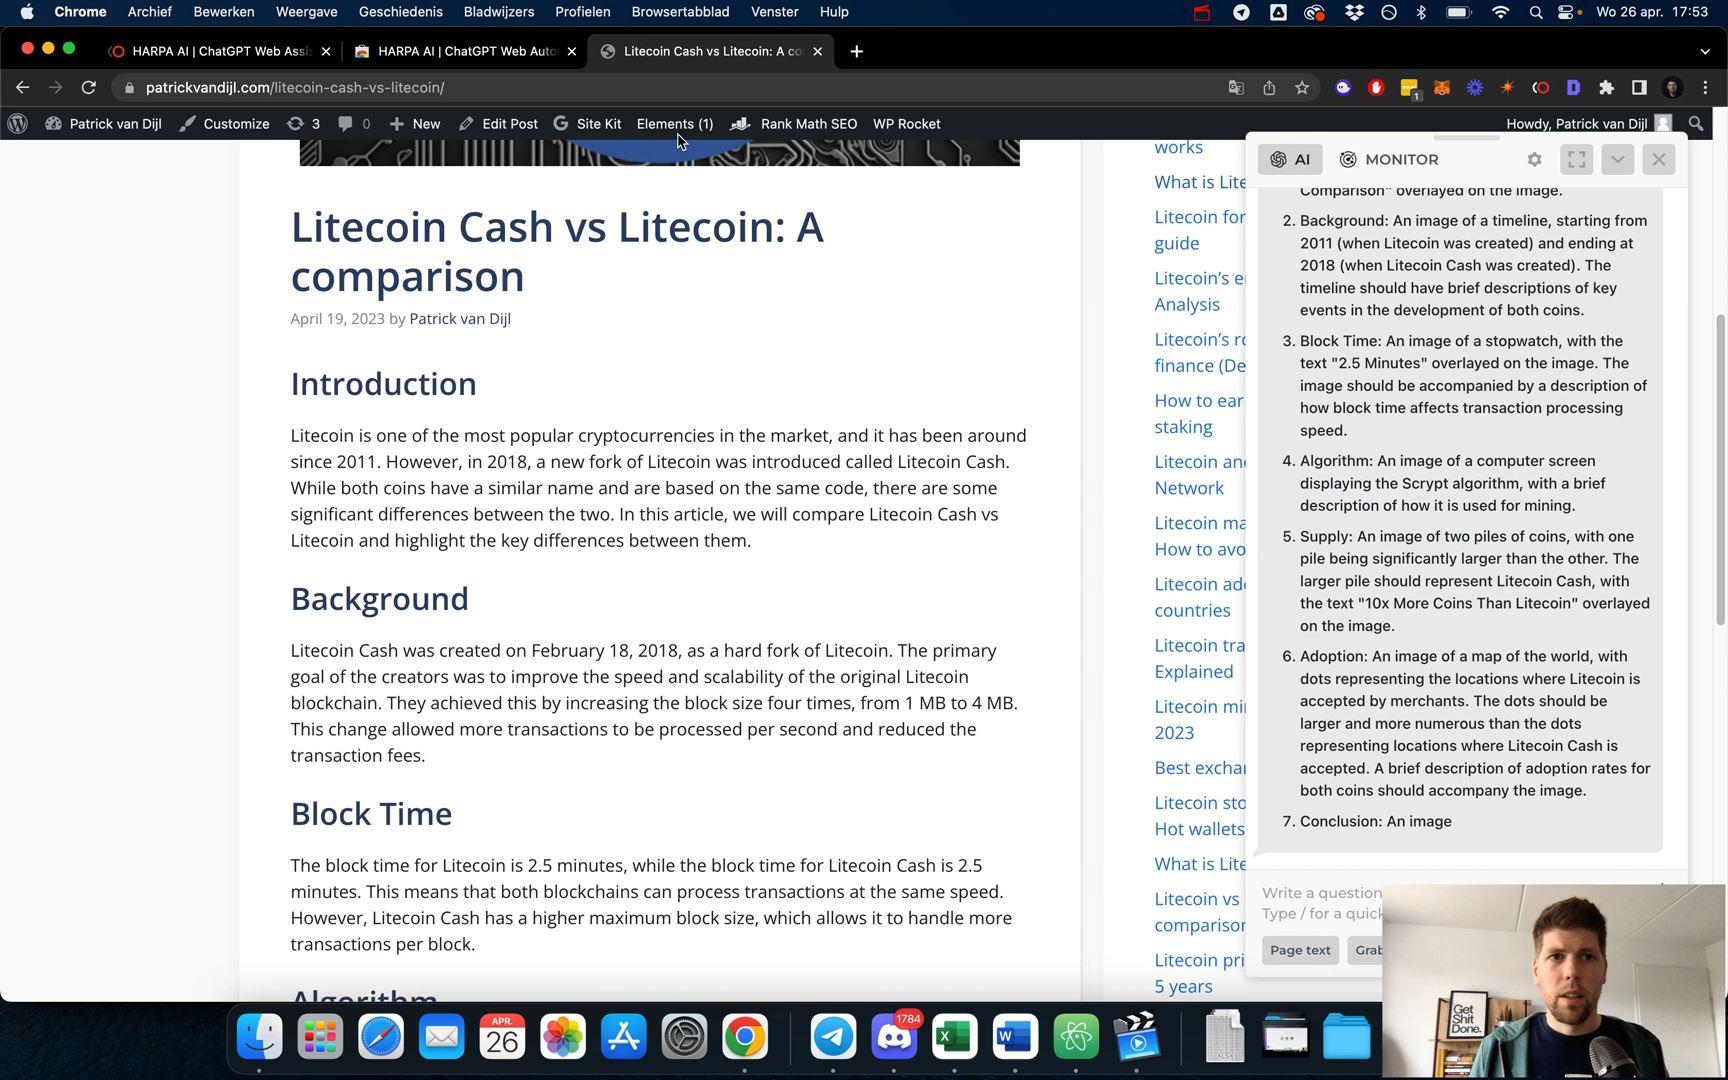 Chrome Archief Bewerken Weergave Geschiedenis Bladwijzers Profielen Browsertabblad Venster Help Wo 26 apr. 17:53
HARPA AI | ChatGPT Web Assis
HARPA AI | ChatGPT Web Auto
Litecoin Cash vs Litecoin: A co
patrickvandijl.com/litecoin-cash-vs-litecoin/
1
Patrick van Dijl Customize 3 0 New Edit Post Site Kit Elements (1) Rank Math SEO WP Rocket Howdy, Patrick van Dijl
Litecoin Cash vs Litecoin: A
comparison
April 19, 2023 by Patrick van Dijl
Introduction
Litecoin is one of the most popular cryptocurrencies in the market, and it has been around
since 2011. However, in 2018, a new fork of Litecoin was introduced called Litecoin Cash.
While both coins have a similar name and are based on the same code, there are some
significant differences between the two. In this article, we will compare Litecoin Cash vs
Litecoin and highlight the key differences between them.
Background
Litecoin Cash was created on February 18, 2018, as a hard fork of Litecoin. The primary
goal of the creators was to improve the speed and scalability of the original Litecoin
blockchain. They achieved this by increasing the block size four times, from 1 MB to 4 MB.
This change allowed more transactions to be processed per second and reduced the
transaction fees.
Block Time
The block time for Litecoin is 2.5 minutes, while the block time for Litecoin Cash is 2.5
minutes. This means that both blockchains can process transactions at the same speed.
However, Litecoin Cash has a higher maximum block size, which allows it to handle more
transactions per block.
Algorithm
works
What is Lite
Litecoin for
guide
Litecoin's e
Analysis
Litecoin's ro
finance (De
How to ear
staking
Litecoin and
Network
Litecoin ma
How to avo
Litecoin ado
countries
Litecoin tra
Explained
Litecoin mi
2023
Best exchar
Litecoin sto
Hot wallets
What is Lite
Litecoin vs
comparisor
Litecoin pri
5 years
AI MONITOR
Comparison" overlayed on the image.
2. Background: An image of a timeline, starting from
2011 (when Litecoin was created) and ending at
2018 (when Litecoin Cash was created). The
timeline should have brief descriptions of key
events in the development of both coins.
3. Block Time: An image of a stopwatch, with the
text "2.5 Minutes" overlayed on the image. The
image should be accompanied by a description of
how block time affects transaction processing
speed.
4. Algorithm: An image of a computer screen
displaying the Scrypt algorithm, with a brief
description of how it is used for mining.
5. Supply: An image of two piles of coins, with one
pile being significantly larger than the other. The
larger pile should represent Litecoin Cash, with
the text "10x More Coins Than Litecoin" overlayed
on the image.
6. Adoption: An image of a map of the world, with
dots representing the locations where Litecoin is
accepted by merchants. The dots should be
larger and more numerous than the dots
representing locations where Litecoin Cash is
accepted. A brief description of adoption rates for
both coins should accompany the image.
7. Conclusion: An image
Write a question
Type / for a quick
Page text Grab
Get
Shit
Done.
APR.
26
1784
XLSX